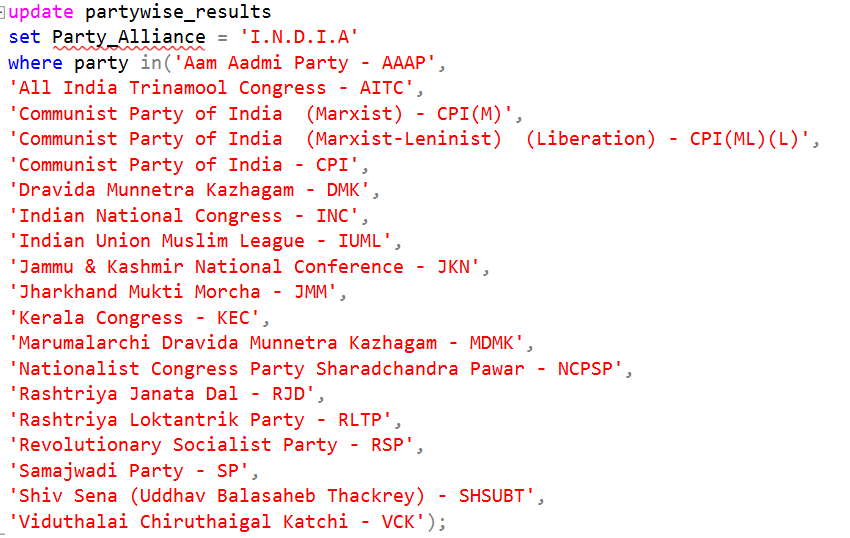 update partywise_results
set Party_Alliance = 'I.N.D.I.A'
where party in('Aam Aadmi Party - AAAP',
'All India Trinamool Congress - AITC',
'Communist Party of India  (Marxist) - CPI(M)',
'Communist Party of India  (Marxist-Leninist)  (Liberation) - CPI(ML)(L)',
'Communist Party of India - CPI',
'Dravida Munnetra Kazhagam - DMK',
'Indian National Congress - INC',
'Indian Union Muslim League - IUML',
'Jammu & Kashmir National Conference - JKN',
'Jharkhand Mukti Morcha - JMM',
'Kerala Congress - KEC',
'Marumalarchi Dravida Munnetra Kazhagam - MDMK',
'Nationalist Congress Party Sharadchandra Pawar - NCPSP',
'Rashtriya Janata Dal - RJD',
'Rashtriya Loktantrik Party - RLTP',
'Revolutionary Socialist Party - RSP',
'Samajwadi Party - SP',
'Shiv Sena (Uddhav Balasaheb Thackrey) - SHSUBT',
'Viduthalai Chiruthaigal Katchi - VCK');